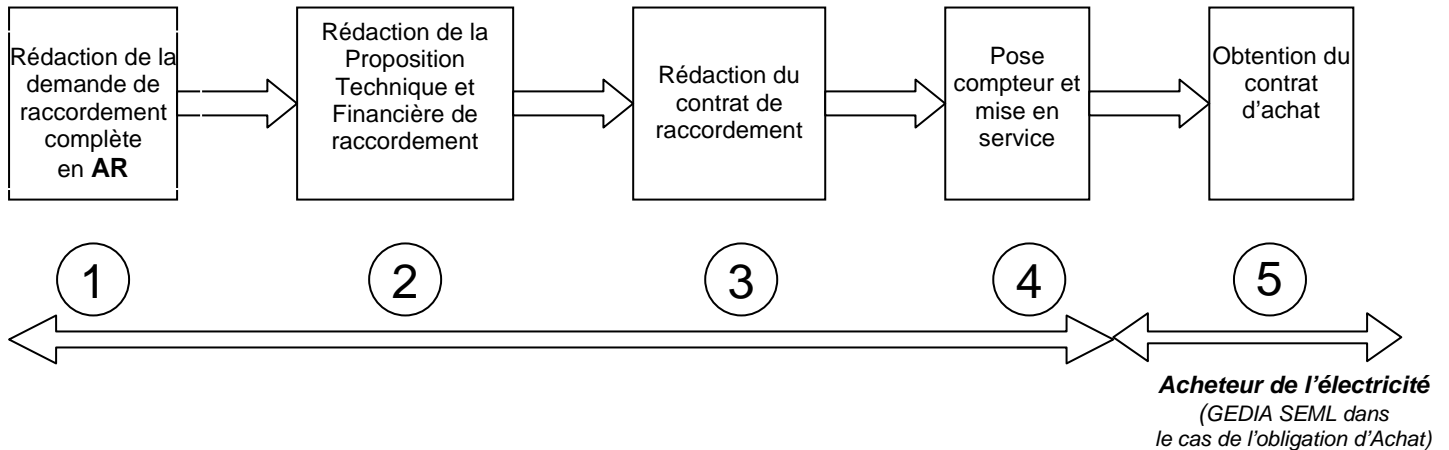 Rédaction de la
demande de
raccordement
complète
en AR
Rédaction de la
Proposition
Technique et
Financière de
raccordement
Rédaction du
contrat de
raccordement
Pose
compteur et
mise en
service
Obtention du
contrat
d'achat
1
2
3
4
5
Acheteur de l'électricité
(GEDIA SEML dans
le cas de l'obligation d'Achat)